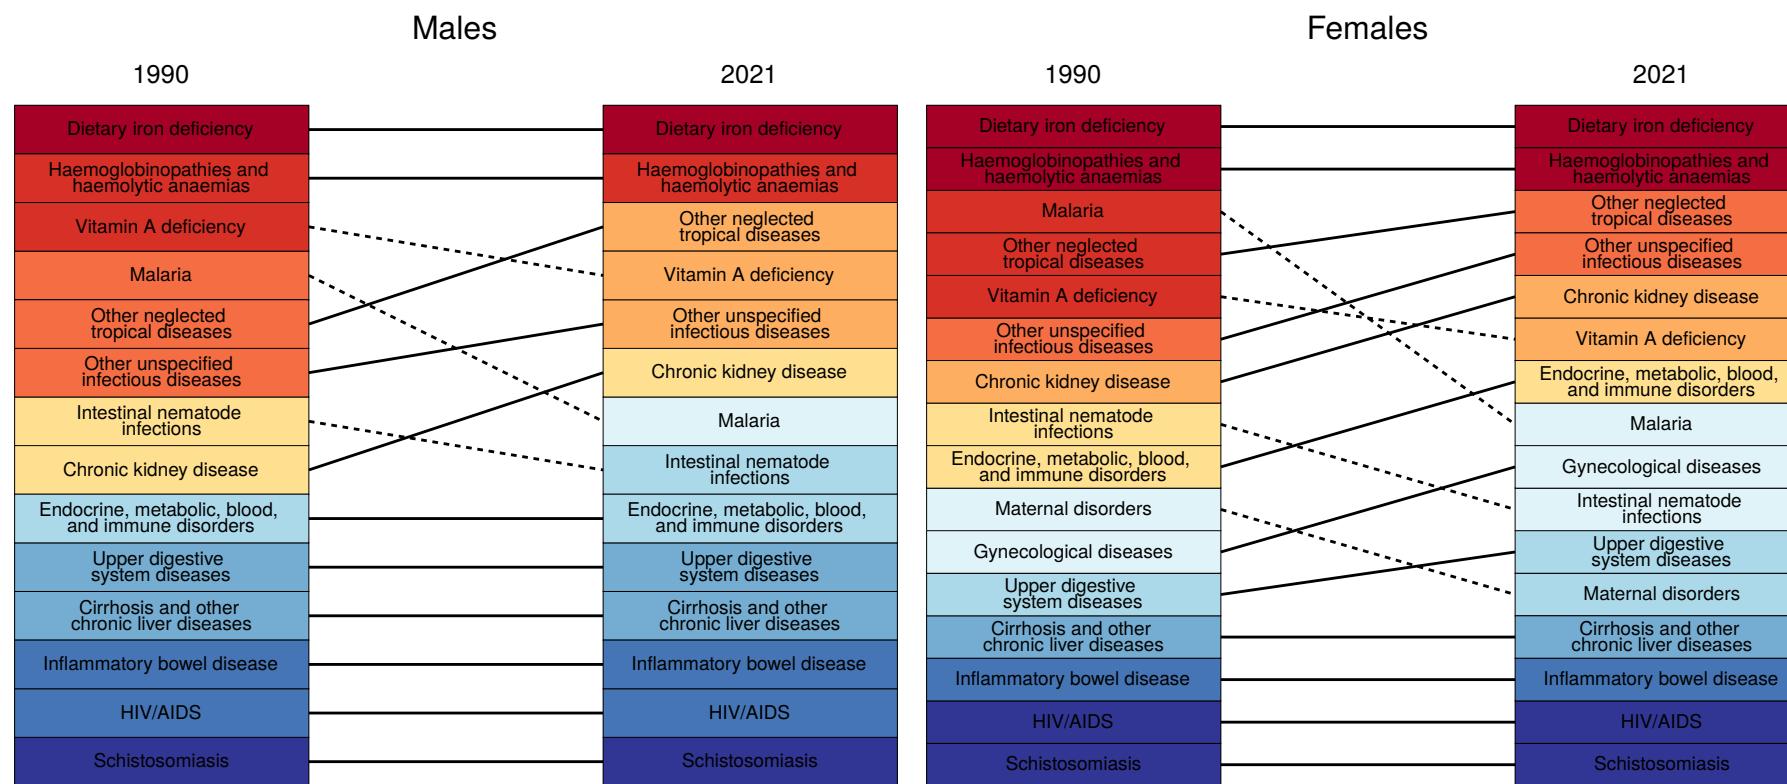 Males
1990
2021
Dietary iron deficiency
Haemoglobinopathies and
haemolytic anaemias
Vitamin A deficiency
Malaria
Other neglected
tropical diseases
Other unspecified
infectious diseases
Intestinal nematode
infections
Chronic kidney disease
Endocrine, metabolic, blood,
and immune disorders
Upper digestive
system diseases
Cirrhosis and other
chronic liver diseases
Inflammatory bowel disease
HIV/AIDS
Schistosomiasis
Dietary iron deficiency
Haemoglobinopathies and
haemolytic anaemias
Other neglected
tropical diseases
Vitamin A deficiency
Other unspecified
infectious diseases
Chronic kidney disease
Malaria
Intestinal nematode
infections
Endocrine, metabolic, blood,
and immune disorders
Upper digestive
system diseases
Cirrhosis and other
chronic liver diseases
Inflammatory bowel disease
HIV/AIDS
Schistosomiasis
Females
1990
2021
Dietary iron deficiency
Haemoglobinopathies and
haemolytic anaemias
Malaria
Other neglected
tropical diseases
Vitamin A deficiency
Other unspecified
infectious diseases
Chronic kidney disease
Intestinal nematode
infections
Endocrine, metabolic, blood,
and immune disorders
Maternal disorders
Gynecological diseases
Upper digestive
system diseases
Cirrhosis and other
chronic liver diseases
Inflammatory bowel disease
HIV/AIDS
Schistosomiasis
Dietary iron deficiency
Haemoglobinopathies and
haemolytic anaemias
Other neglected
tropical diseases
Other unspecified
infectious diseases
Chronic kidney disease
Vitamin A deficiency
Endocrine, metabolic, blood,
and immune disorders
Malaria
Gynecological diseases
Intestinal nematode
infections
Upper digestive
system diseases
Maternal disorders
Cirrhosis and other
chronic liver diseases
Inflammatory bowel disease
HIV/AIDS
Schistosomiasis